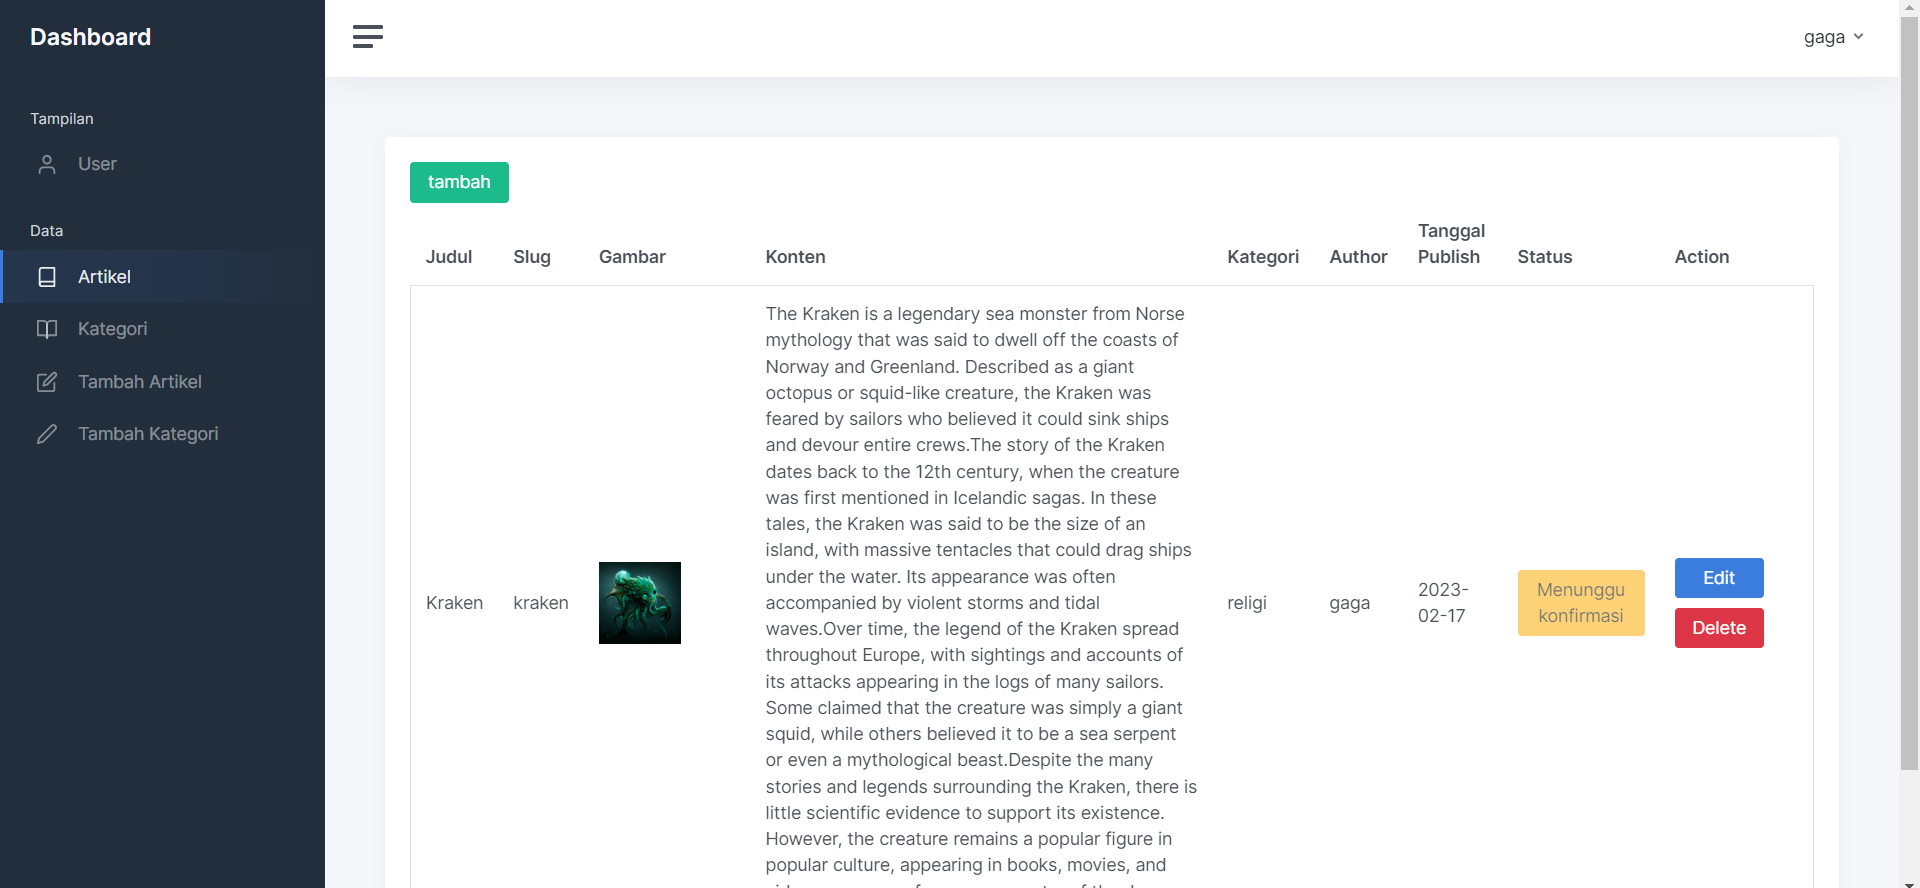 Dashboard
gaga
Tampilan
User
Data
Artikel
Kategori
Tambah Artikel
Tambah Kategori
tambah
Judul
Slug
Gambar
Konten
Kategori
Author
Tanggal
Publish
Status
Action
Kraken
kraken
The Kraken is a legendary sea monster from Norse
mythology that was said to dwell off the coasts of
Norway and Greenland. Described as a giant
octopus or squid-like creature, the Kraken was
feared by sailors who believed it could sink ships
and devour entire crews.The story of the Kraken
dates back to the 12th century, when the creature
was first mentioned in Icelandic sagas. In these
tales, the Kraken was said to be the size of an
island, with massive tentacles that could drag ships
under the water. Its appearance was often
accompanied by violent storms and tidal
waves.Over time, the legend of the Kraken spread
throughout Europe, with sightings and accounts of
its attacks appearing in the logs of many sailors.
Some claimed that the creature was simply a giant
squid, while others believed it to be a sea serpent
or even a mythological beast.Despite the many
stories and legends surrounding the Kraken, there is
little scientific evidence to support its existence.
However, the creature remains a popular figure in
popular culture, appearing in books, movies, and
religi
gaga
2023-
02-17
Menunggu
konfirmasi
Edit
Delete